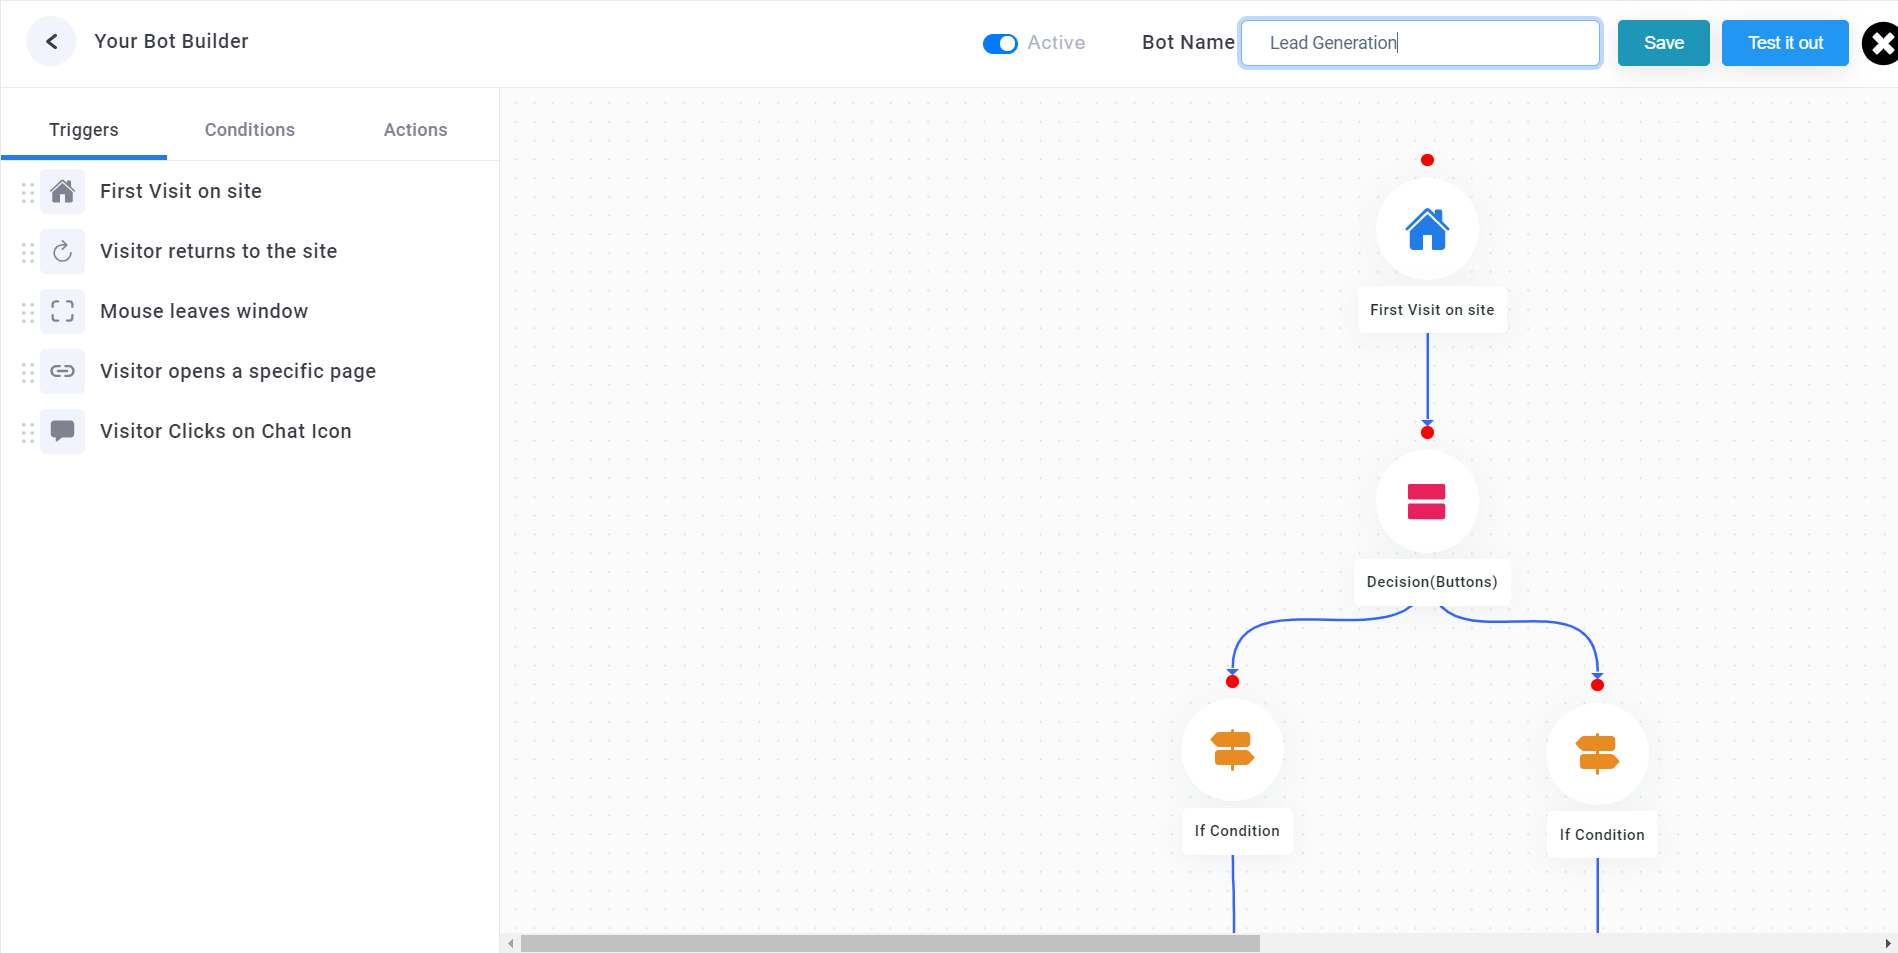 Your Bot Builder
Active
Bot Name
Lead Generation
Save
Test it out
Triggers
Conditions
Actions
First Visit on site
Visitor returns to the site
Mouse leaves window
Visitor opens a specific page
Visitor Clicks on Chat Icon
First Visit on site
Decision(Buttons)
If Condition
If Condition